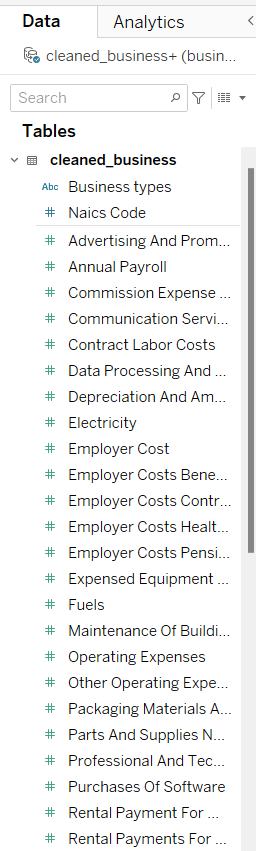 Data
Analytics
cleaned_business+ (busin...
Search
Tables
cleaned_business
Abc Business types
# Naics Code
# Advertising And Prom...
# Annual Payroll
# Commission Expense ...
# Communication Servi...
# Contract Labor Costs
# Data Processing And ...
# Depreciation And Am...
# Electricity
# Employer Cost
# Employer Costs Bene...
# Employer Costs Contr...
# Employer Costs Healt...
# Employer Costs Pensi...
# Expensed Equipment ...
# Fuels
# Maintenance Of Buildi...
# Operating Expenses
# Other Operating Expe...
# Packaging Materials A...
# Parts And Supplies N...
# Professional And Tec...
# Purchases Of Software
# Rental Payment For ...
# Rental Payments For ...